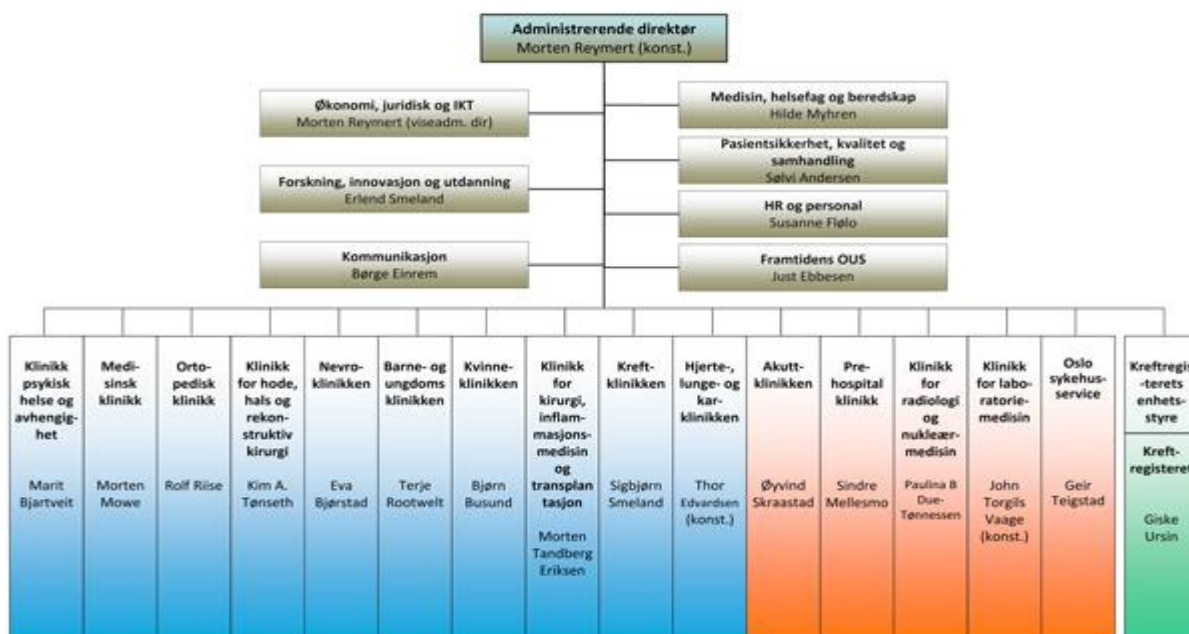 Administrerende direktør
Morten Reymert (konst.)
Økonomi, juridisk og IKT
Morten Reymert (viseadm. dir)
Medisin, helsefag og beredskap
Hilde Myhren
Pasientsikkerhet, kvalitet og
samhandling
Sølvi Andersen
Forskning, innovasjon og utdanning
Erlend Smeland
HR og personal
Susanne Flølo
Kommunikasjon
Børge Einrem
Framtidens OUS
Just Ebbesen
Klinikk
psykisk
helse og
avhengig-
het
Marit
Bjartveit
Medi-
sinsk
klinikk
Morten
Mowe
Orto-
pedisk
klinikk
Rolf Riise
Klinikk
for hode,
hals og
rekon-
struktiv
kirurgi
Kim A.
Tønseth
Nevro-
klinikken
Eva
Bjørstad
Barne- og
ungdoms
klinikken
Terje
Rootwelt
Kvinne-
klinikken
Bjørn
Busund
Klinikk
for
kirurgi,
inflam-
masjons-
medisin
og
transplan-
tasjon
Morten
Tandberg
Eriksen
Kreft-
klinikken
Sigbjørn
Smeland
Hjerte-,
lunge- og
kar-
klinikken
Thor
Edvardsen
(konst.)
Akutt-
klinikken
Øyvind
Skraastad
Pre-
hospital
klinikk
Sindre
Mellesmo
Klinikk
for
radiologi
og
nukleær-
medisin
Paulina B
Due-
Tønnessen
Klinikk
for labo-
ratorie-
medisin
John
Torgils
Vaage
(konst.)
Oslo
sykehus-
service
Geir
Teigstad
Kreftregis
-terets
enhets-
styre
Kreft-
registeret
Giske
Ursin